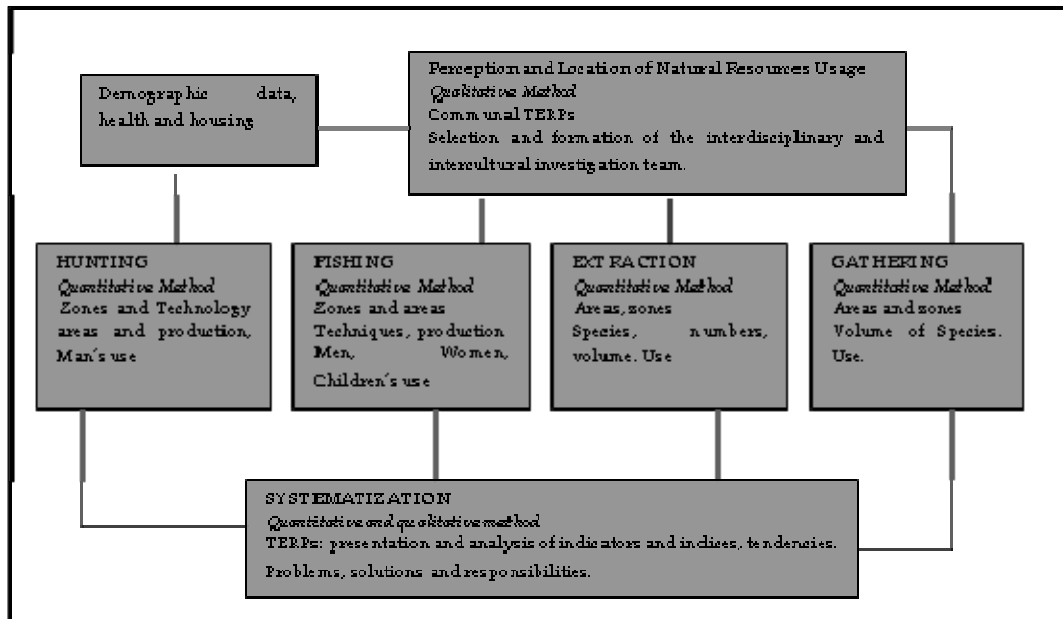 Demographic data,
health and housing
Perception and Location of Natural Resources Usage
Qualitative Method
Communal TERPs
Selection and formation of the interdisciplinary and
intercultural investigation team.
HUNTING
Quantitative Method
Zones and Technology
areas and production,
Man's use
FISHING
Quantitative Method
Zones and areas
Techniques, production
Men, Women,
Children's use
EXTRACTION
Quantitative Method
Areas, zones
Species, numbers,
volume. Use
GATHERING
Quantitative Method
Areas and zones
Volume of Species.
Use.
SYSTEMATIZATION
Quantitative and qualitative method
TERPs: presentation and analysis of indicators and indices, tendencies.
Problems, solutions and responsibilities.